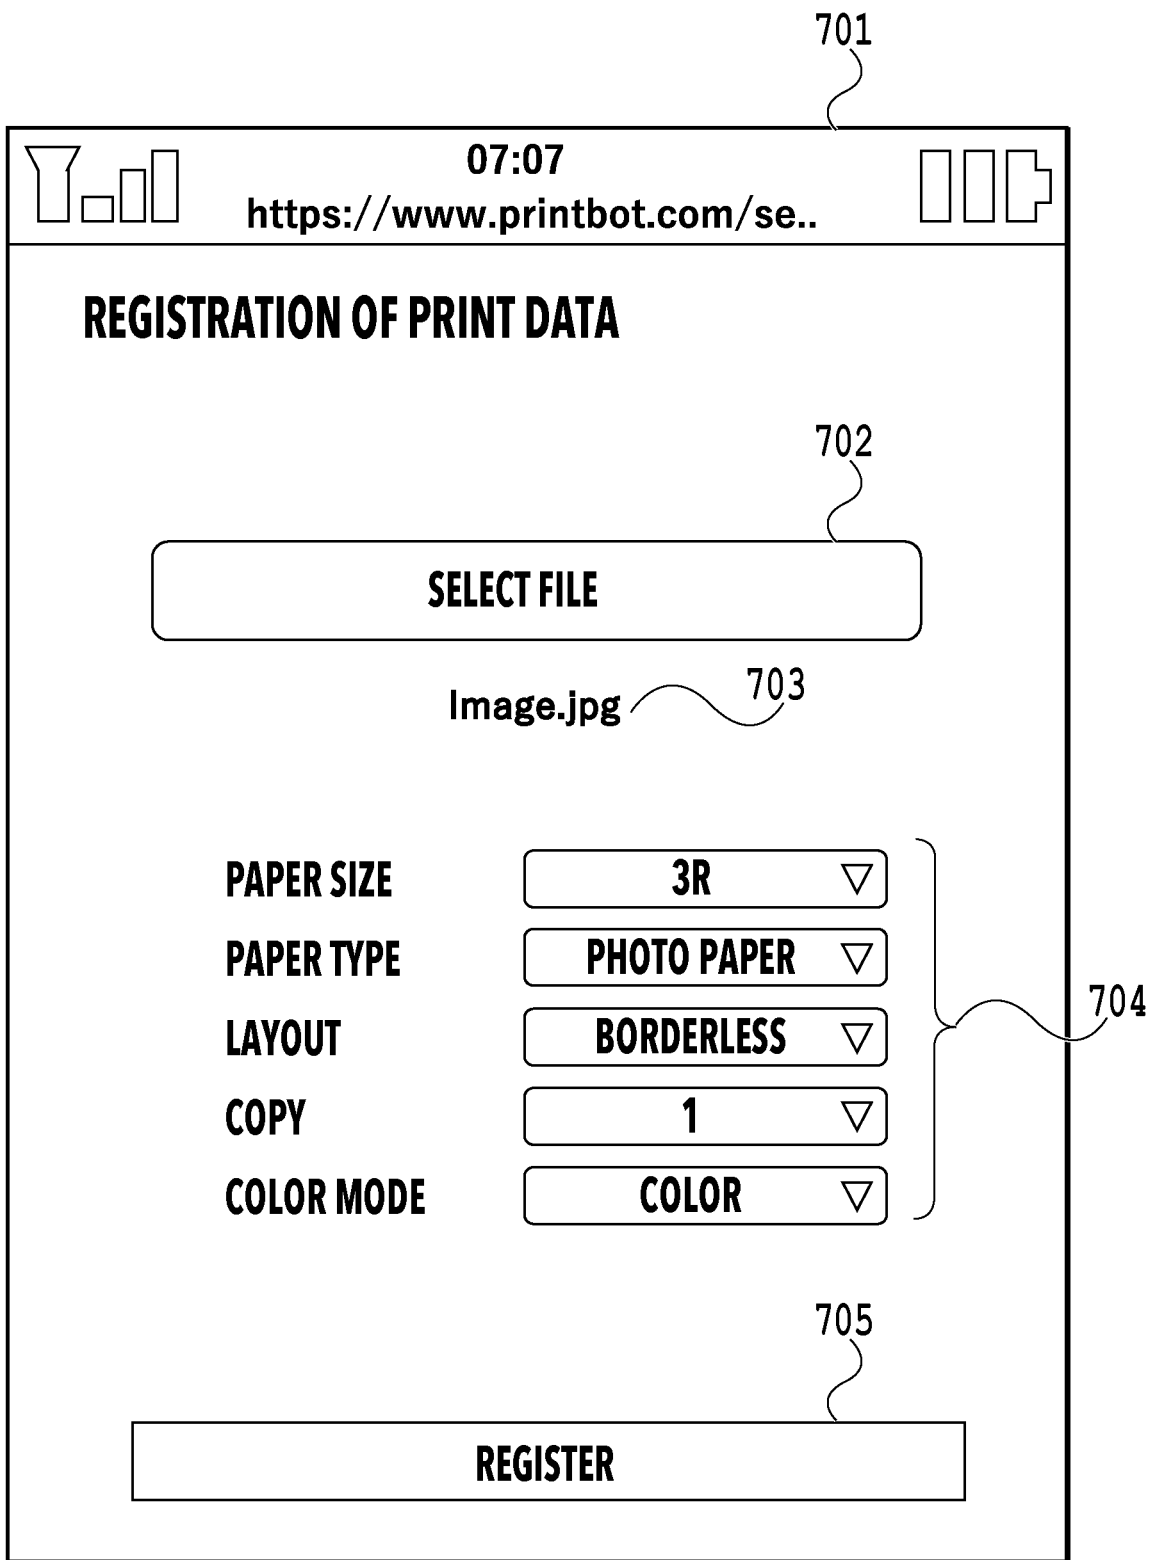 701
07:07
https://www.printbot.com/se..
REGISTRATION OF PRINT DATA
702
SELECT FILE
Image.jpg 703
PAPER SIZE 3R
PAPER TYPE PHOTO PAPER
LAYOUT BORDERLESS
704
COPY 1
COLOR MODE COLOR
705
REGISTER